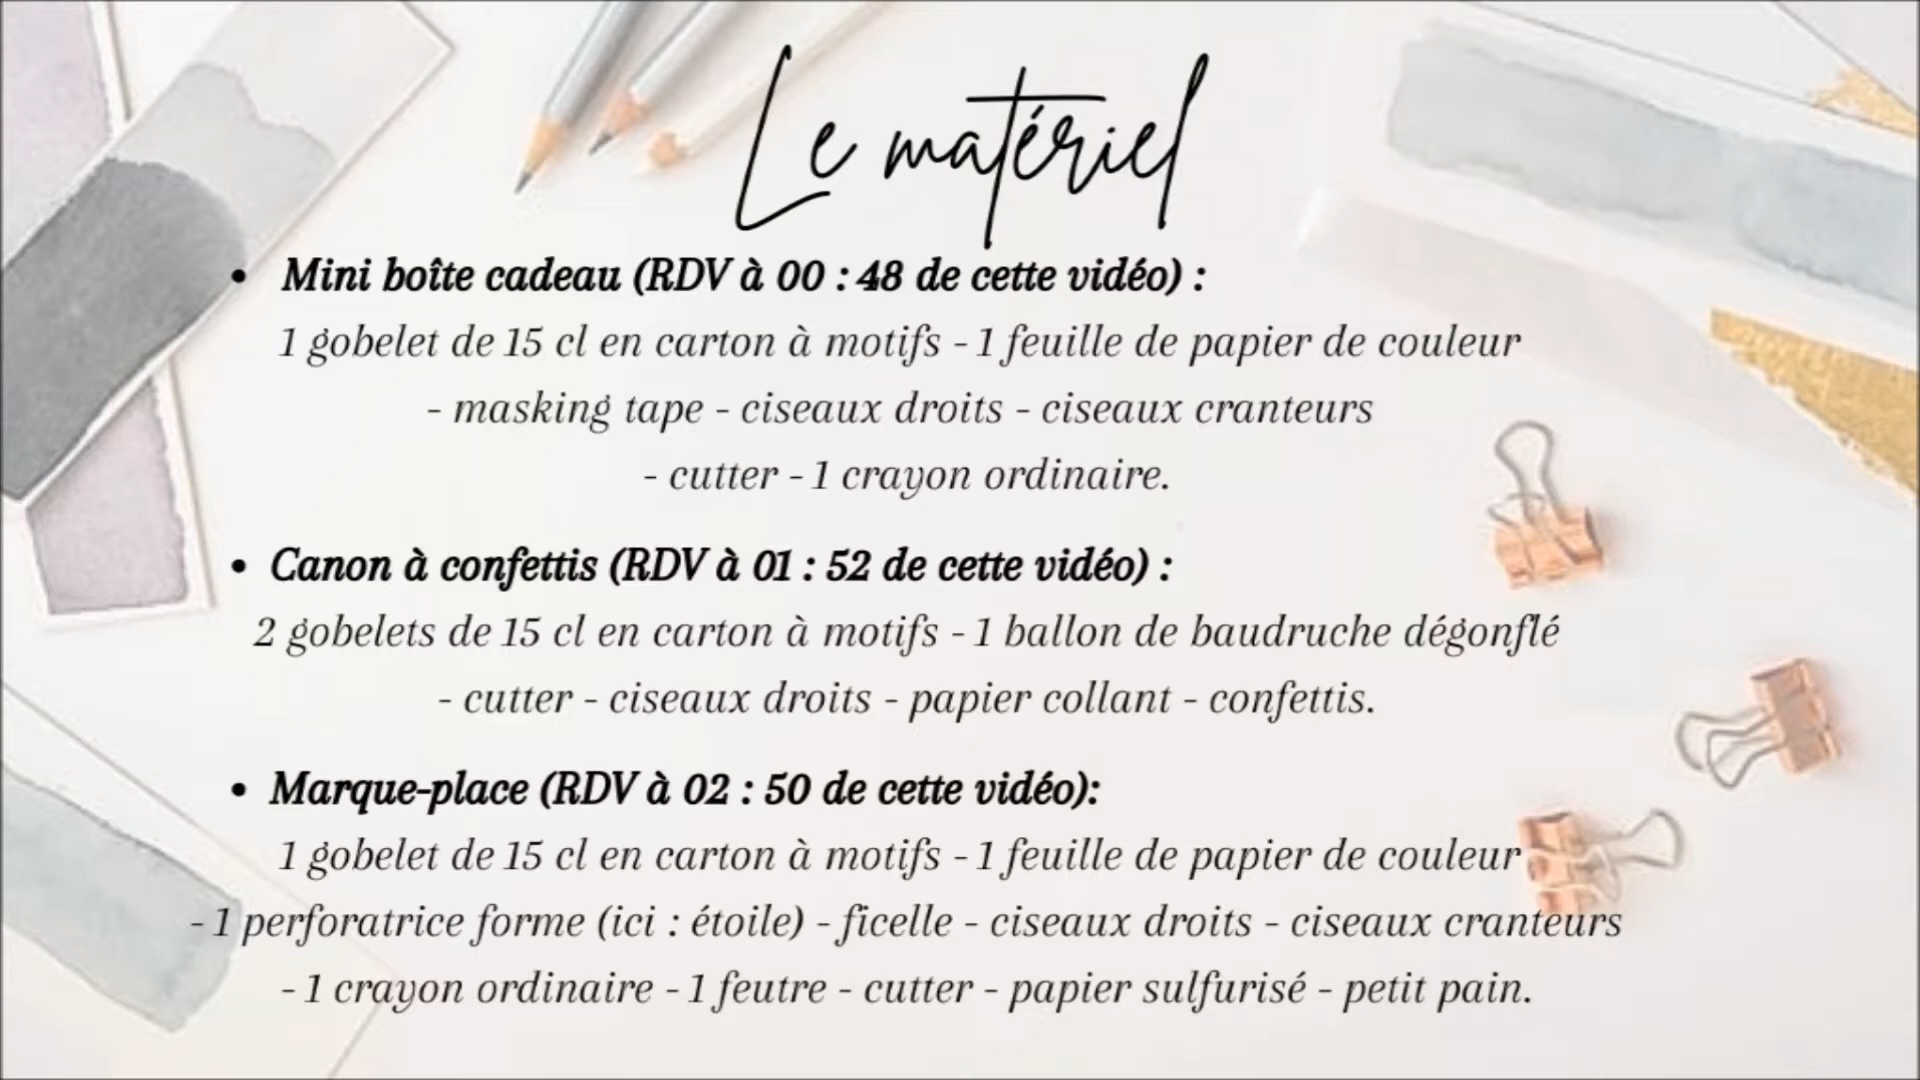 Le matériel
• Mini boîte cadeau (RDV à 00 : 48 de cette vidéo) :
1 gobelet de 15 cl en carton à motifs - 1 feuille de papier de couleur
- masking tape - ciseaux droits - ciseaux cranteurs
- cutter - 1 crayon ordinaire.
• Canon à confettis (RDV à 01 : 52 de cette vidéo) :
2 gobelets de 15 cl en carton à motifs - 1 ballon de baudruche dégonflé
- cutter - ciseaux droits - papier collant - confettis.
• Marque-place (RDV à 02 : 50 de cette vidéo):
1 gobelet de 15 cl en carton à motifs - 1 feuille de papier de couleur
- 1 perforatrice forme (ici : étoile) - ficelle - ciseaux droits - ciseaux cranteurs
- 1 crayon ordinaire - 1 feutre - cutter - papier sulfurisé - petit pain.